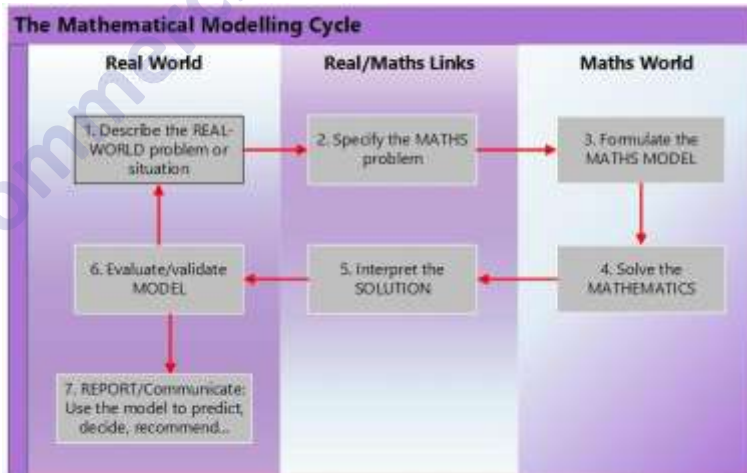 The Mathematical Modelling Cycle
Real World
Real/Maths Links
Maths World
1. Describe the REAL-
WORLD problem or
situation
2. Specify the MATHS
problem
3. Formulate the
MATHS MODEL
6. Evaluate/validate
MODEL
5. Interpret the
SOLUTION
4. Solve the
MATHEMATICS
7. REPORT/Communicate:
Use the model to predict,
decide, recommend...